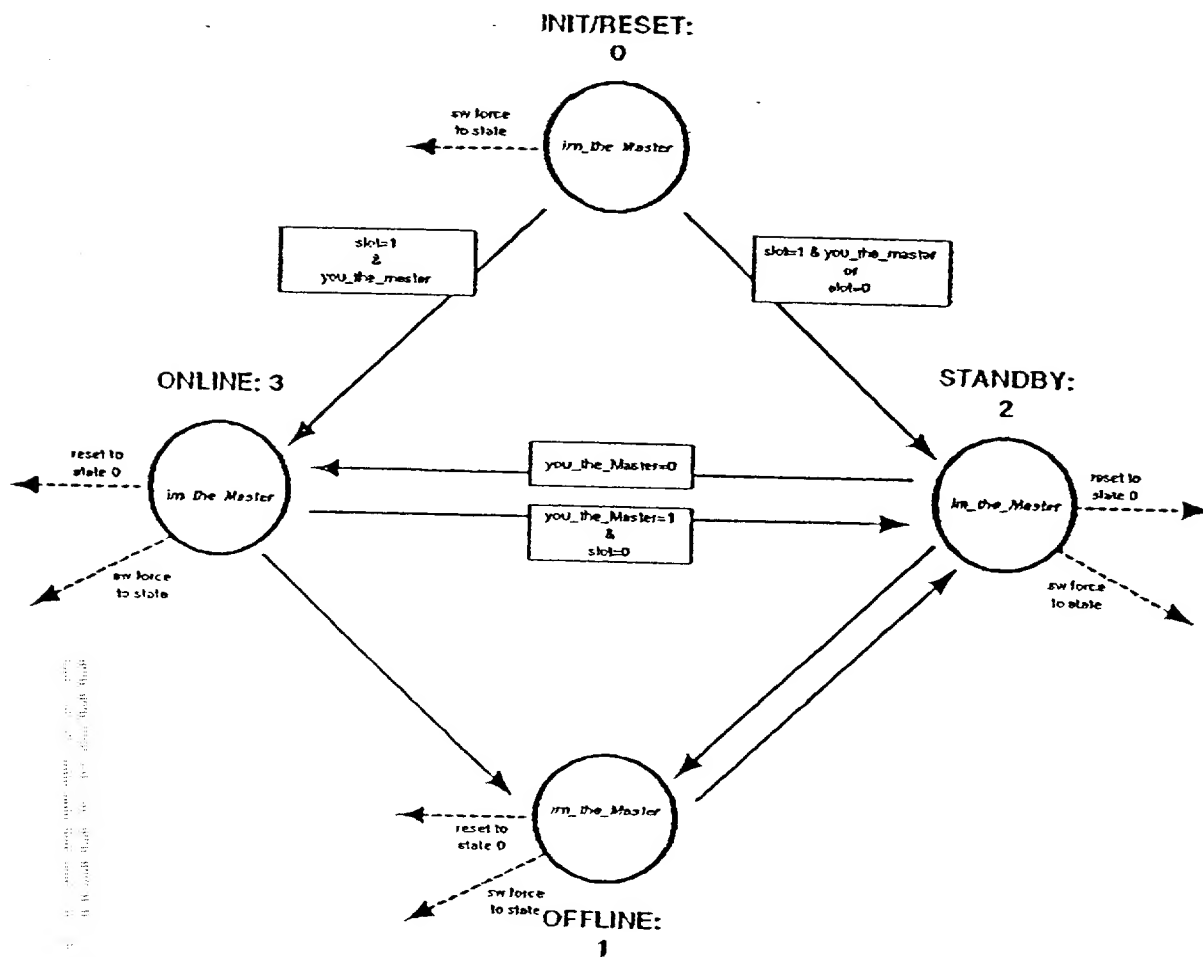 INIT/RESET:
0
sw force
to state
im_the_Master
slot=1
&
you_the_master
slot=1 & you_the_master
or
slot=0
ONLINE: 3
STANDBY:
2
reset to
state 0
im_the_Master
you_the_Master=0
you_the_Master=1
&
slot=0
im_the_Master
reset to
state 0
sw force
to state
sw force
to state
im_the_Master
reset to
state 0
sw force
to state
OFFLINE:
1